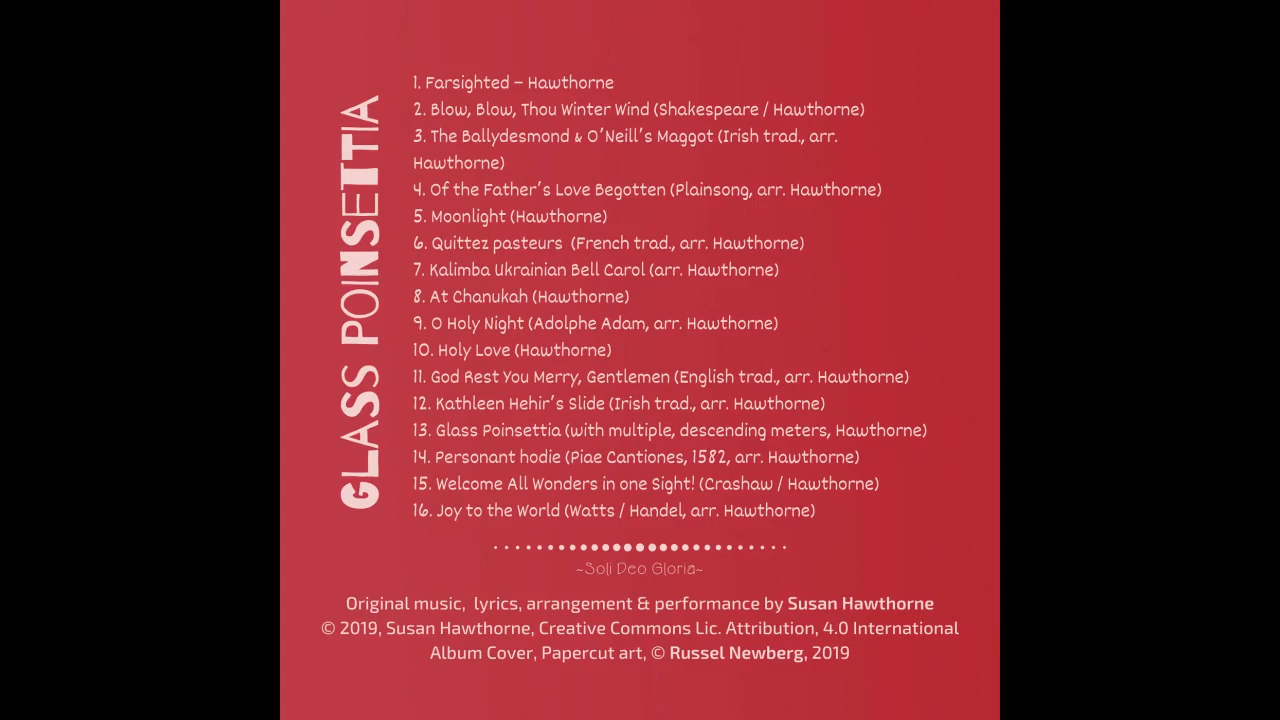 GLASS POINSETTIA
1. Farsighted – Hawthorne
2. Blow, Blow, Thou Winter Wind (Shakespeare / Hawthorne)
3. The Ballydesmond & O'Neill's Maggot (Irish trad., arr.
Hawthorne)
4. Of the Father's Love Begotten (Plainsong, arr. Hawthorne)
5. Moonlight (Hawthorne)
6. Quittez pasteurs (French trad., arr. Hawthorne)
7. Kalimba Ukrainian Bell Carol (arr. Hawthorne)
8. At Chanukah (Hawthorne)
9. O Holy Night (Adolphe Adam, arr. Hawthorne)
10. Holy Love (Hawthorne)
11. God Rest You Merry, Gentlemen (English trad., arr. Hawthorne)
12. Kathleen Hehir's Slide (Irish trad., arr. Hawthorne)
13. Glass Poinsettia (with multiple, descending meters, Hawthorne)
14. Personant hodie (Piae Cantiones, 1582, arr. Hawthorne)
15. Welcome All Wonders in one Sight! (Crashaw / Hawthorne)
16. Joy to the World (Watts / Handel, arr. Hawthorne)
~Soli Deo Gloria~
Original music, lyrics, arrangement & performance by Susan Hawthorne
© 2019, Susan Hawthorne, Creative Commons Lic. Attribution, 4.0 International
Album Cover, Papercut art, © Russel Newberg, 2019